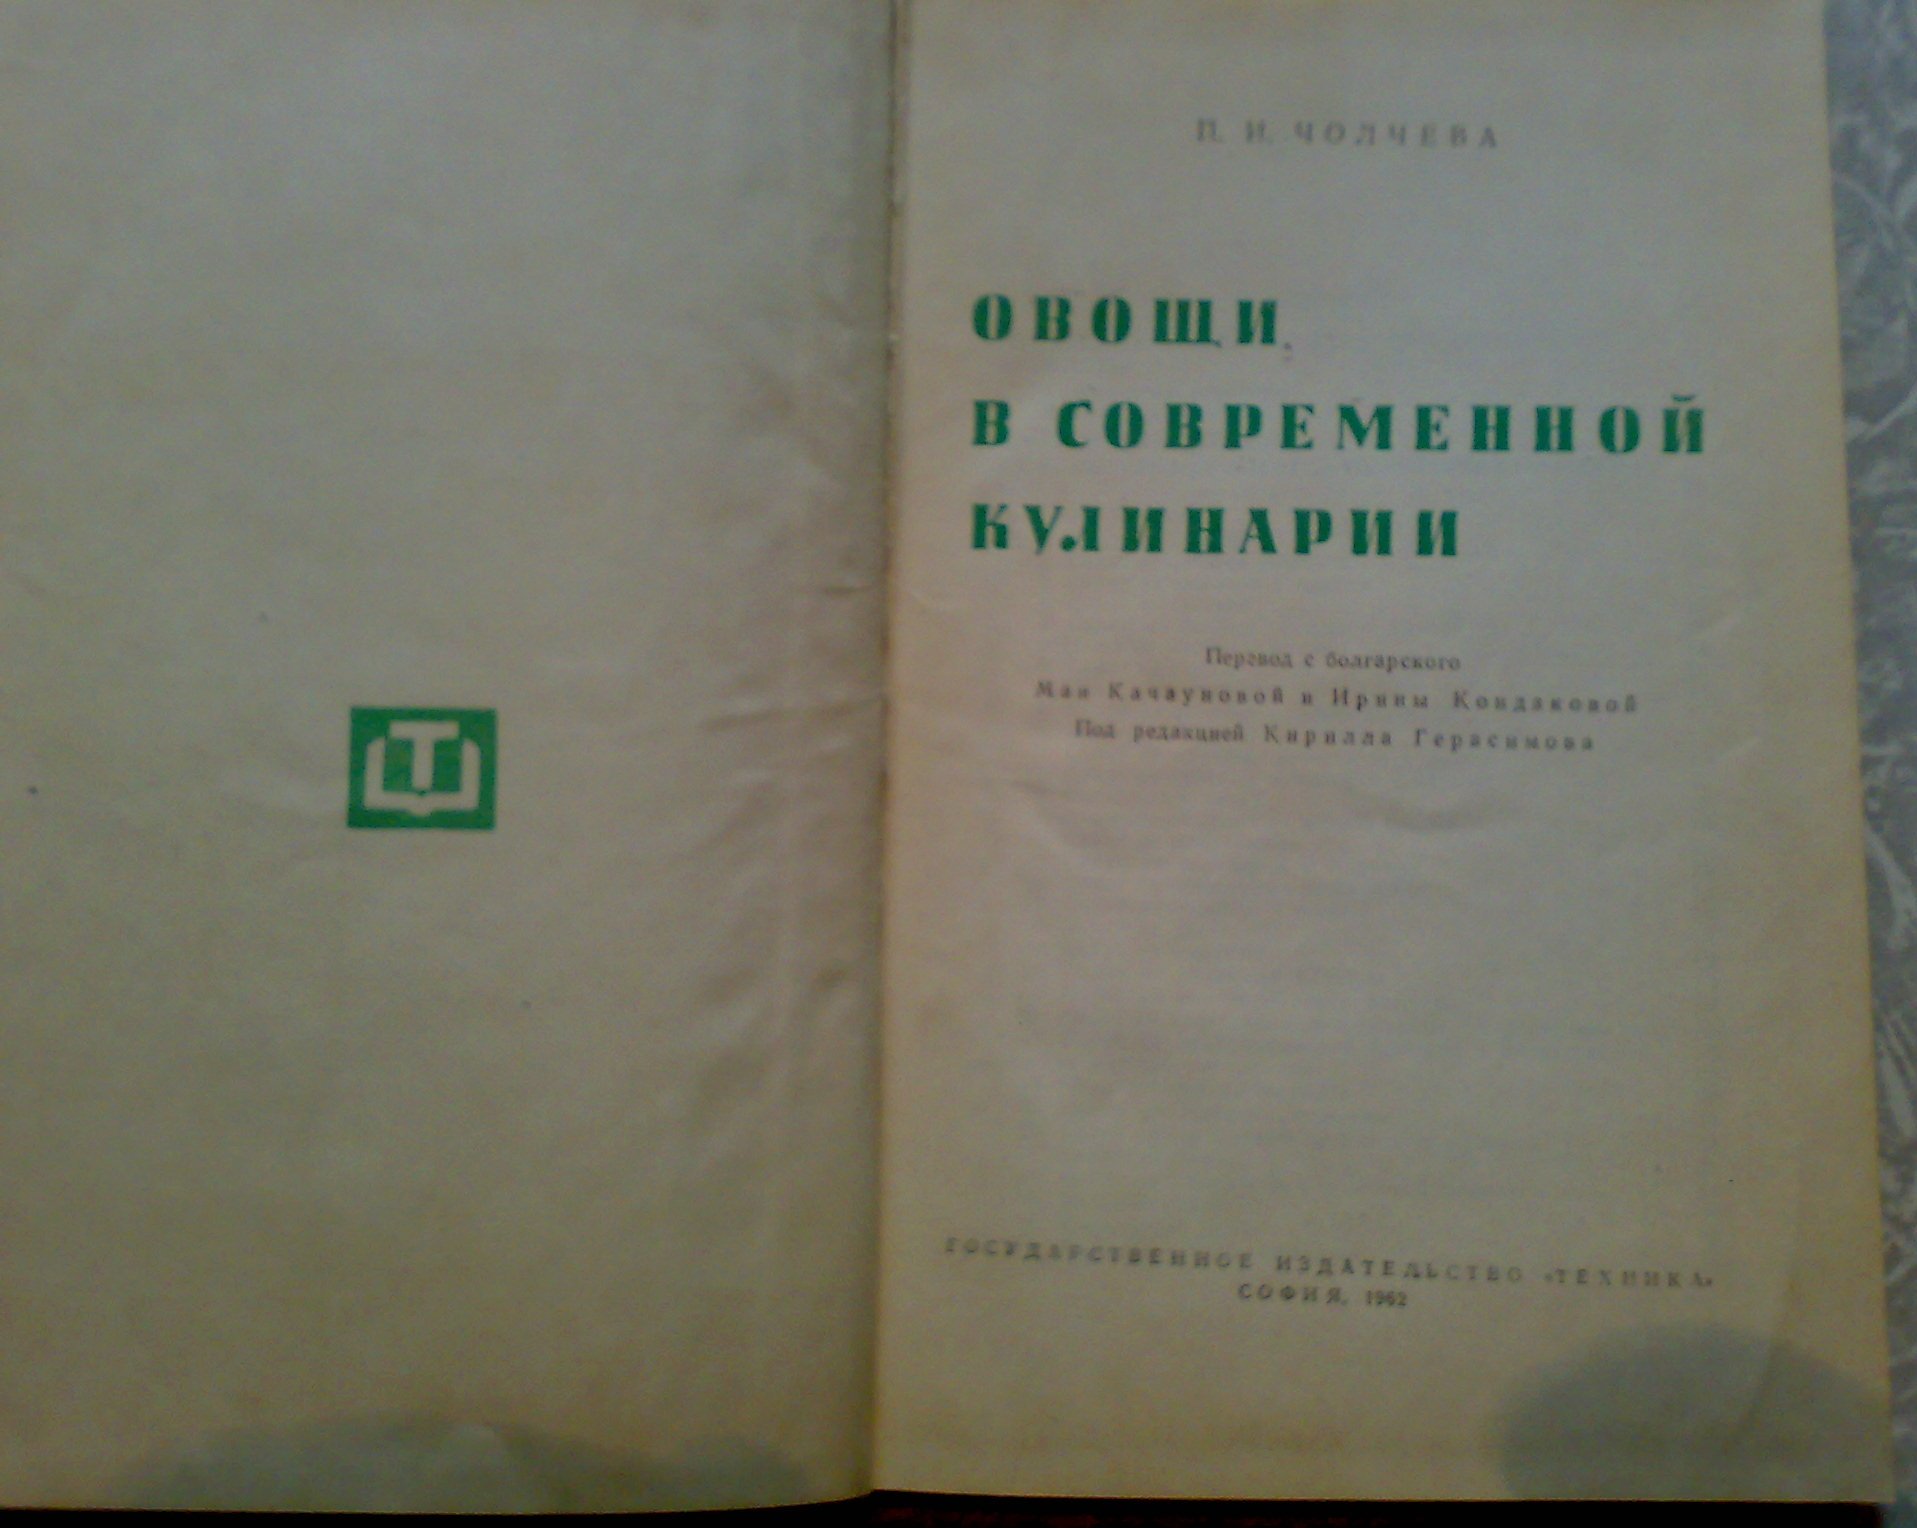 Т
П. И. ЧОЛЧЕВА
ОВОЩИ
В СОВРЕМЕННОЙ
КУЛИНАРИИ
Перевод с болгарского
Маи Качауновой и Ирины Кондаковой
Под редакцией Кирилла Герасимова
ГОСУДАРСТВЕННОЕ ИЗДАТЕЛЬСТВО «ТЕХНИКА»
СОФИЯ, 1962